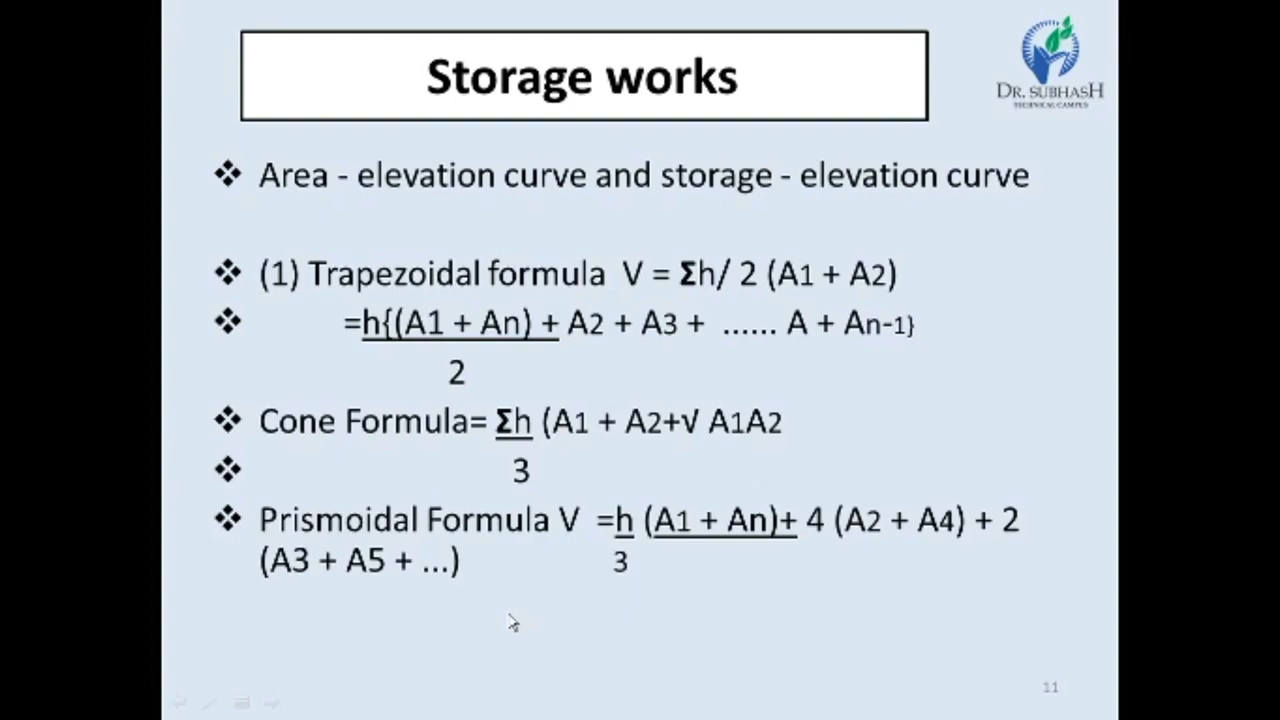 Storage works
DR. SUBHASH
TECHNICAL CAMPUS
❖ Area - elevation curve and storage - elevation curve
❖ (1) Trapezoidal formula V = Σh/ 2 (A1 + A2)
❖ =h{(A1 + An) + A2 + A3 + ...... A + An-1}
2
❖ Cone Formula= Σh (A1 + A2+√ A1A2
❖ 3
❖ Prismoidal Formula V =h (A1 + An)+ 4 (A2 + A4) + 2
(A3 + A5 + ...) 3
11